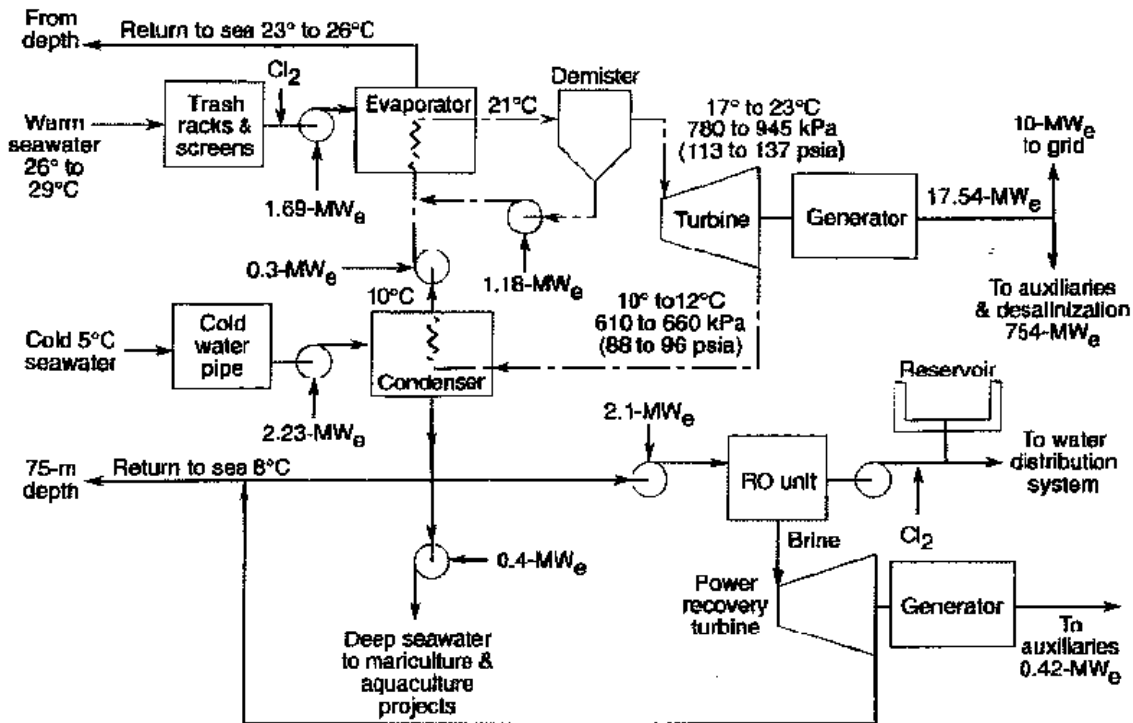 From
depth
Return to sea 23° to 26°C
Cl2
Trash
racks &
screens
Warm
seawater
26° to
29°C
1.69-MWe
Evaporator
21°C
Demister
17° to 23°C
780 to 945 kPa
(113 to 137 psia)
10-MWe
to grid
Turbine
Generator
17.54-MWe
To auxiliaries
& desalinization
754-MWe
0.3-MWe
1.18-MWe
10°C
10° to12°C
610 to 660 kPa
(88 to 96 psia)
Cold 5°C
seawater
Cold
water
pipe
Condenser
2.23-MWe
75-m
depth
Return to sea 8°C
2.1-MWe
RO unit
Reservoir
To water
distribution
system
Cl2
Brine
0.4-MWe
Deep seawater
to mariculture &
aquaculture
projects
Power
recovery
turbine
Generator
To
auxiliaries
0.42-MWe